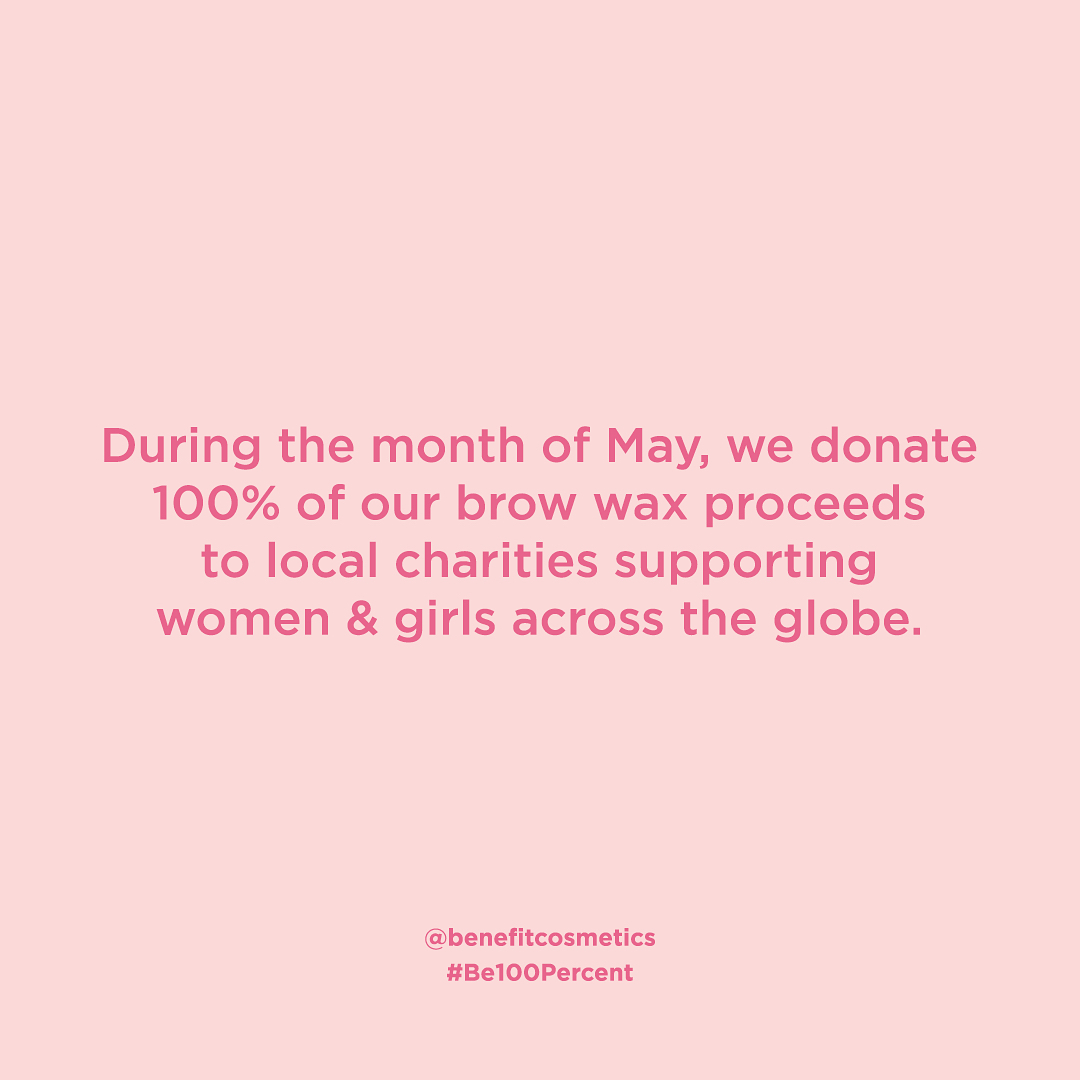 During the month of May, we donate
100% of our brow wax proceeds
to local charities supporting
women & girls across the globe.
@benefitcosmetics
#Be100Percent